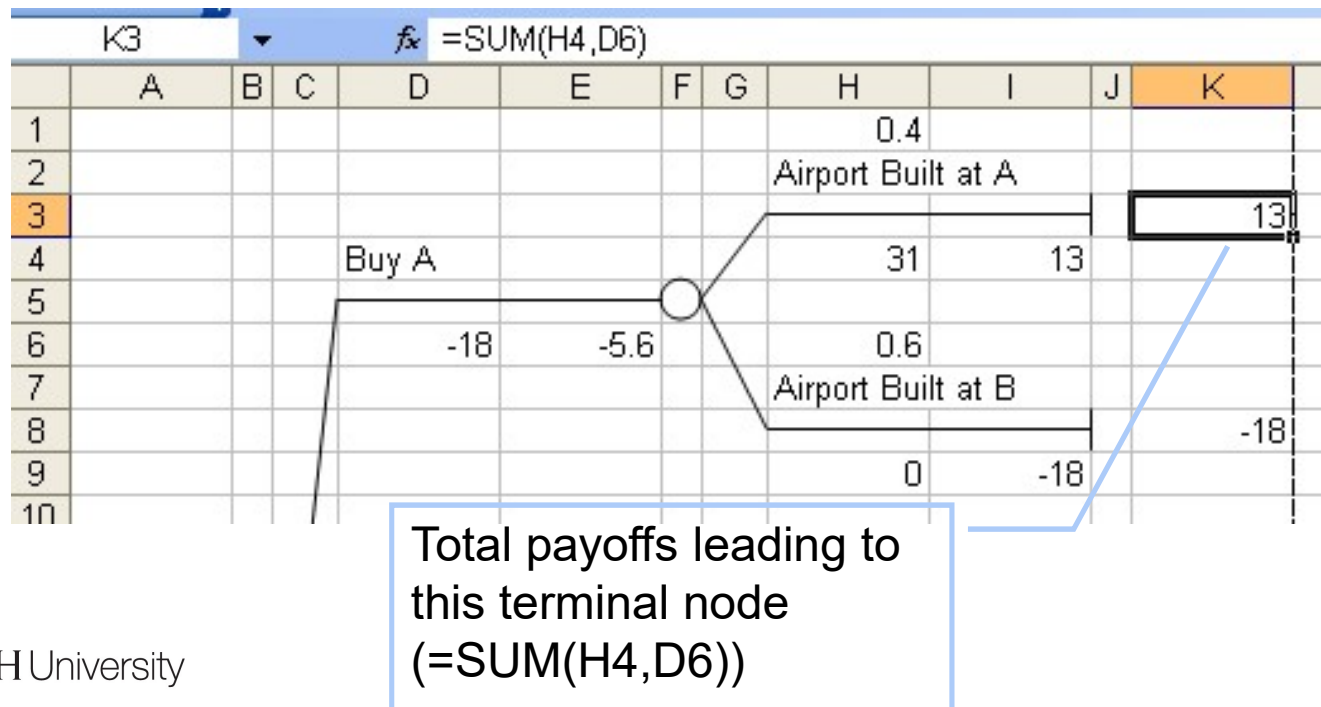 K3 fx =SUM(H4,D6)
A B C D E F G H I J K
1 0.4
2 Airport Built at A
3 13
4 Buy A 31 13
5
6 -18 -5.6 0.6
7 Airport Built at B
8 -18
9 0 -18
10
Total payoffs leading to
this terminal node
(=SUM(H4,D6))
H University